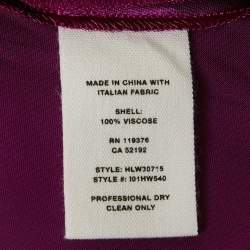 MADE IN CHINA WITH
ITALIAN FABRIC
SHELL:
100% VISCOSE
RN 119376
CA 52192
STYLE: HLW30715
STYLE #: I01HW540
PROFESSIONAL DRY
CLEAN ONLY